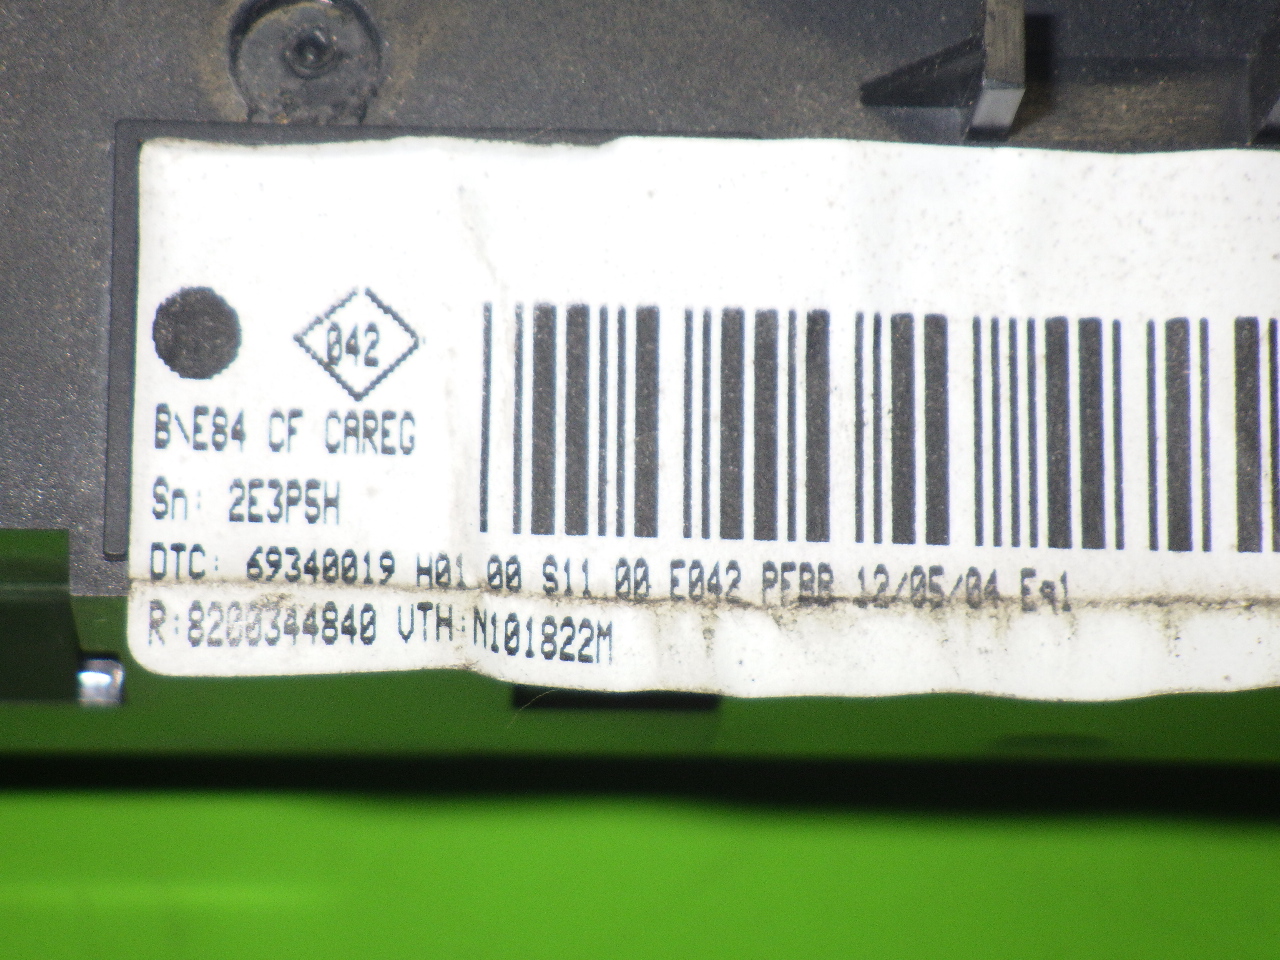 042
B\E84 CF CAREG
Sn: 2E3P5H
DTC: 69340019 H01 00 S11 00 E042 PFBB 12/05/04 Eq1
R:8200344840 VTH:N101822M